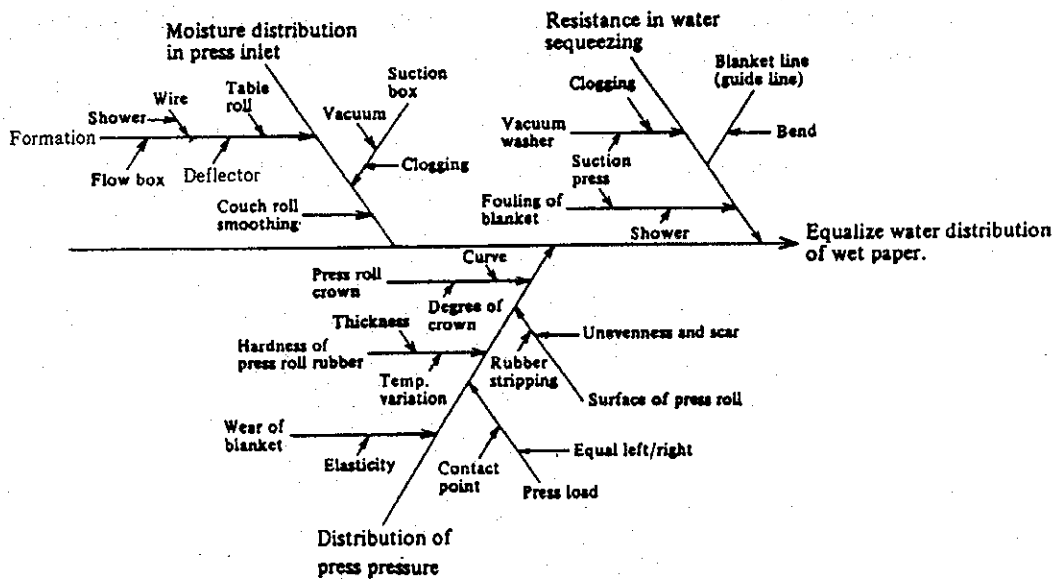 Moisture distribution
in press inlet
Resistance in water
sequeezing
Suction
box
Blanket line
(guide line)
Table
roll
Wire
Shower
Vacuum
Clogging
Formation
Vacuum
washer
Bend
Flow box
Deflector
Clogging
Suction
press
Couch roll
smoothing
Fouling of
blanket
Shower
Equalize water distribution
of wet paper.
Curve
Press roll
crown
Degree of
crown
Thickness
Unevenness and scar
Hardness of
press roll rubber
Rubber
stripping
Temp.
variation
Surface of press roll
Wear of
blanket
Elasticity
Contact
point
Equal left/right
Press load
Distribution of
press pressure